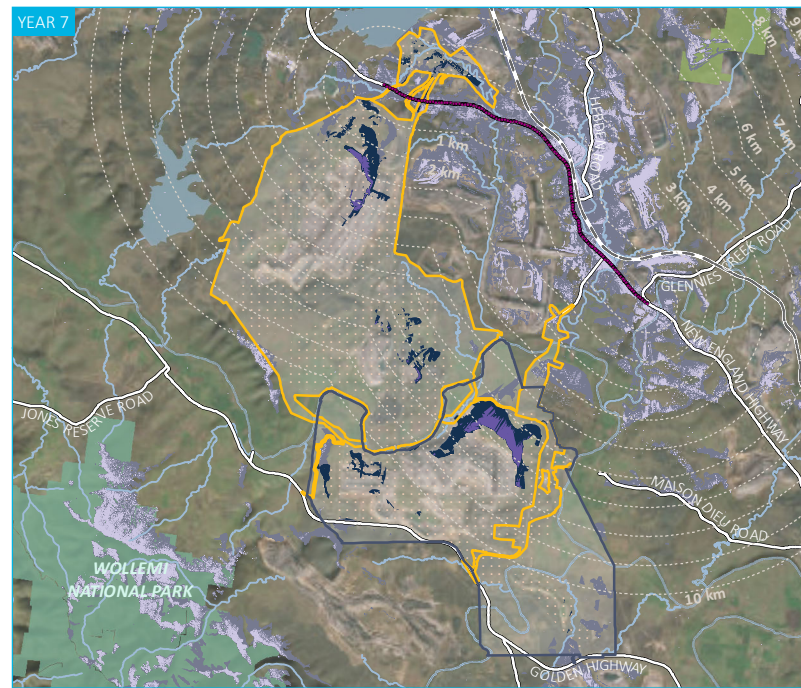 YEAR 7
8 km
9
7 km
6 km
5 km
4 km
3 km
1 km
2 km
HEBDEN ROAD
GLENNIES CREEK ROAD
NEW ENGLAND HIGHWAY
JONES RESERVE ROAD
MAISON DIEU ROAD
WOLLEMI
NATIONAL PARK
10 km
GOLDEN HIGHWAY